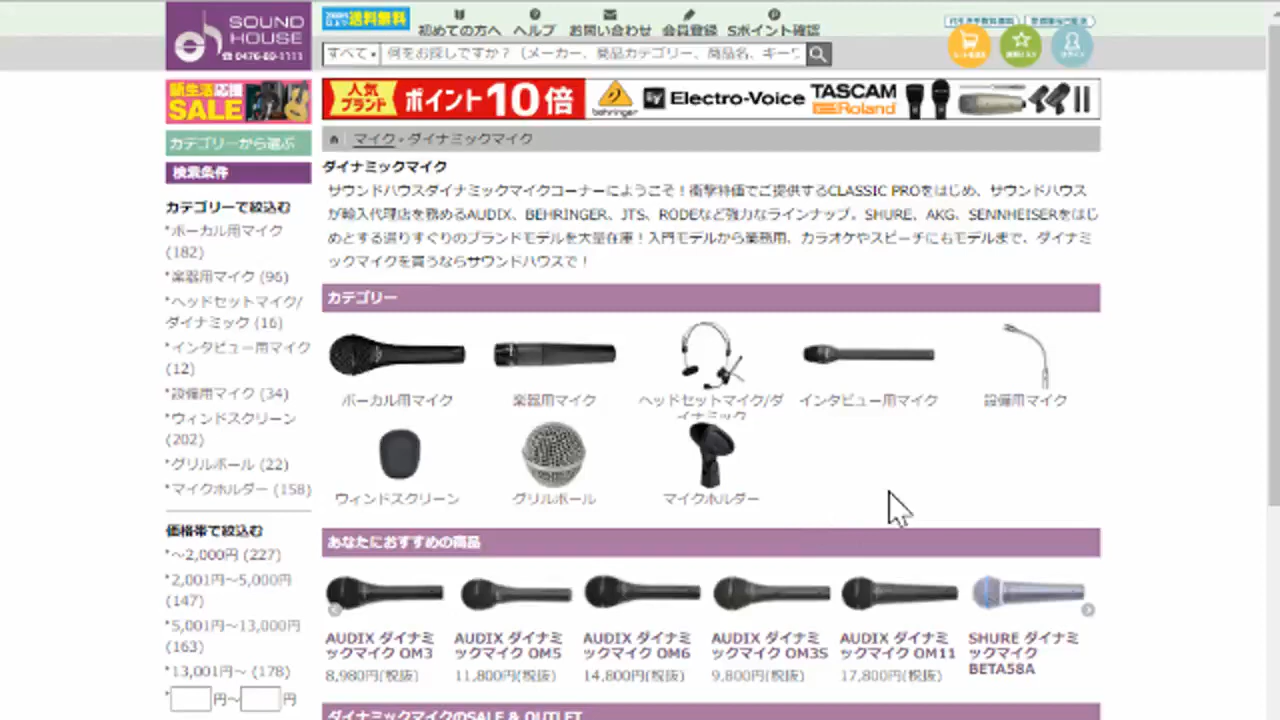 SOUND
HOUSE
☎ 0476-89-1111
送料無料
初めての方へ
ヘルプ
お問い合わせ
会員登録
Sポイント確認
すべて
何をお探しですか？ (メーカー、商品カテゴリー、商品名、キーワ
新生活応援
SALE
人気
ブランド
ポイント10倍
behringer
Electro-Voice
TASCAM
Roland
カテゴリーから選ぶ
マイク
ダイナミックマイク
検索条件
ダイナミックマイク
サウンドハウスダイナミックマイクコーナーにようこそ！衝撃特価でご提供するCLASSIC PROをはじめ、サウンドハウス
が輸入代理店を務めるAUDIX、BEHRINGER、JTS、RODEなど強力なラインナップ。SHURE、AKG、SENNHEISERをはじ
めとする選りすぐりのブランドモデルを大量在庫！入門モデルから業務用、カラオケやスピーチにもモデルまで、ダイナミ
ックマイクを買うならサウンドハウスで！
カテゴリーで絞込む
ボーカル用マイク
(182)
楽器用マイク (96)
ヘッドセットマイク/
ダイナミック (16)
インタビュー用マイク
(12)
設備用マイク (34)
ウィンドスクリーン
(202)
グリルボール (22)
マイクホルダー (158)
価格帯で絞込む
～2,000円 (227)
2,001円～5,000円
(147)
5,001円～13,000円
(163)
13,001円～ (178)
円～ 円
カテゴリー
ボーカル用マイク
楽器用マイク
ヘッドセットマイク/ダ
イナミック
インタビュー用マイク
設備用マイク
ウィンドスクリーン
グリルボール
マイクホルダー
あなたにおすすめの商品
AUDIX ダイナミ
ックマイク OM3
8,980円(税抜)
AUDIX ダイナミ
ックマイク OM5
11,800円(税抜)
AUDIX ダイナミ
ックマイク OM6
14,800円(税抜)
AUDIX ダイナミ
ックマイク OM3S
9,800円(税抜)
AUDIX ダイナミ
ックマイク OM11
17,800円(税抜)
SHURE ダイナミ
ックマイク
BETA58A
ダイナミックマイクのSALE & OUTLET